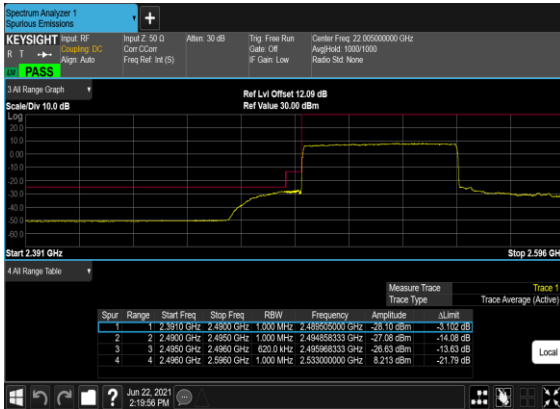 Spectrum Analyzer 1
Spurious Emissions
KEYSIGHT Input: RF Input Z: 50 Ω Atten: 30 dB Trig: Free Run Center Freq: 22.005000000 GHz
R T Coupling: DC Corr CCorr Gate: Off Avg|Hold: 1000/1000
Align: Auto Freq Ref: Int (S) IF Gain: Low Radio Std: None
PASS
3 All Range Graph
Ref Lvl Offset 12.09 dB
Scale/Div 10.0 dB Ref Value 30.00 dBm
Log
20.0
10.0
0.00
-10.0
-20.0
-30.0
-40.0
-50.0
-60.0
Start 2.391 GHz Stop 2.596 GH
4 All Range Table
Measure Trace Trace 1
Trace Type Trace Average (Active)
Spur Range Start Freq Stop Freq RBW Frequency Amplitude ΔLimit
1 1 2.3910 GHz 2.4900 GHz 1.000 MHz 2.489505000 GHz -28.10 dBm -3.102 dB
2 2 2.4900 GHz 2.4950 GHz 1.000 MHz 2.494858333 GHz -27.08 dBm -14.08 dB
3 3 2.4950 GHz 2.4960 GHz 620.0 kHz 2.495968333 GHz -26.63 dBm -13.63 dB
4 4 2.4960 GHz 2.5960 GHz 1.000 MHz 2.533000000 GHz 8.213 dBm -21.79 dB
Local
? Jun 22, 2021
2:19:56 PM